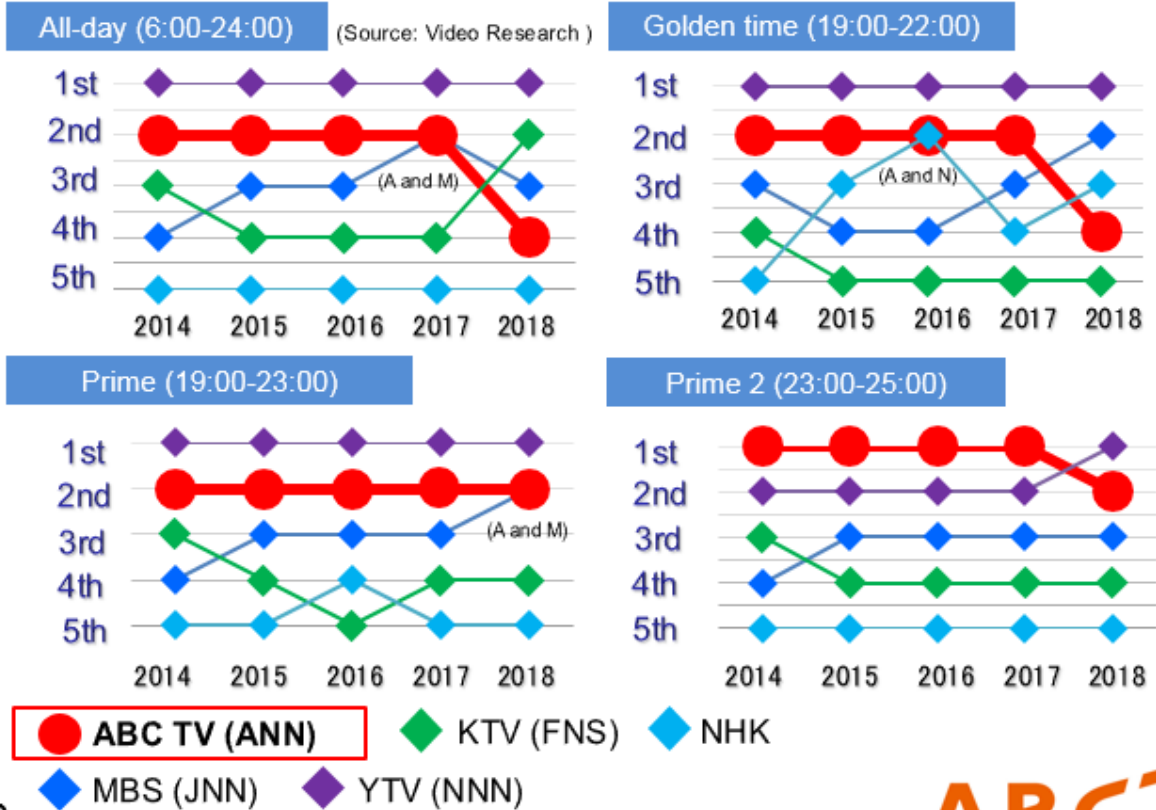 All-day (6:00-24:00)
(Source: Video Research )
1st
2nd
3rd
4th
5th
(A and M)
2014 2015 2016 2017 2018
Golden time (19:00-22:00)
1st
2nd
3rd
4th
5th
(A and N)
2014 2015 2016 2017 2018
Prime (19:00-23:00)
1st
2nd
3rd
4th
5th
(A and M)
2014 2015 2016 2017 2018
Prime 2 (23:00-25:00)
1st
2nd
3rd
4th
5th
2014 2015 2016 2017 2018
ABC TV (ANN) KTV (FNS) NHK
MBS (JNN) YTV (NNN)